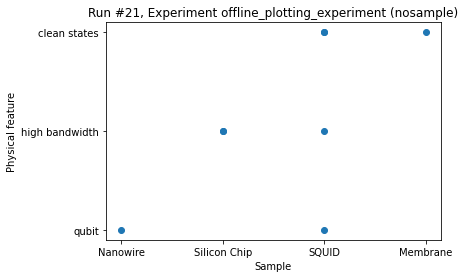 Run #21, Experiment offline_plotting_experiment (nosample)
clean states
high bandwidth
qubit
Physical feature
Nanowire Silicon Chip SQUID Membrane
Sample